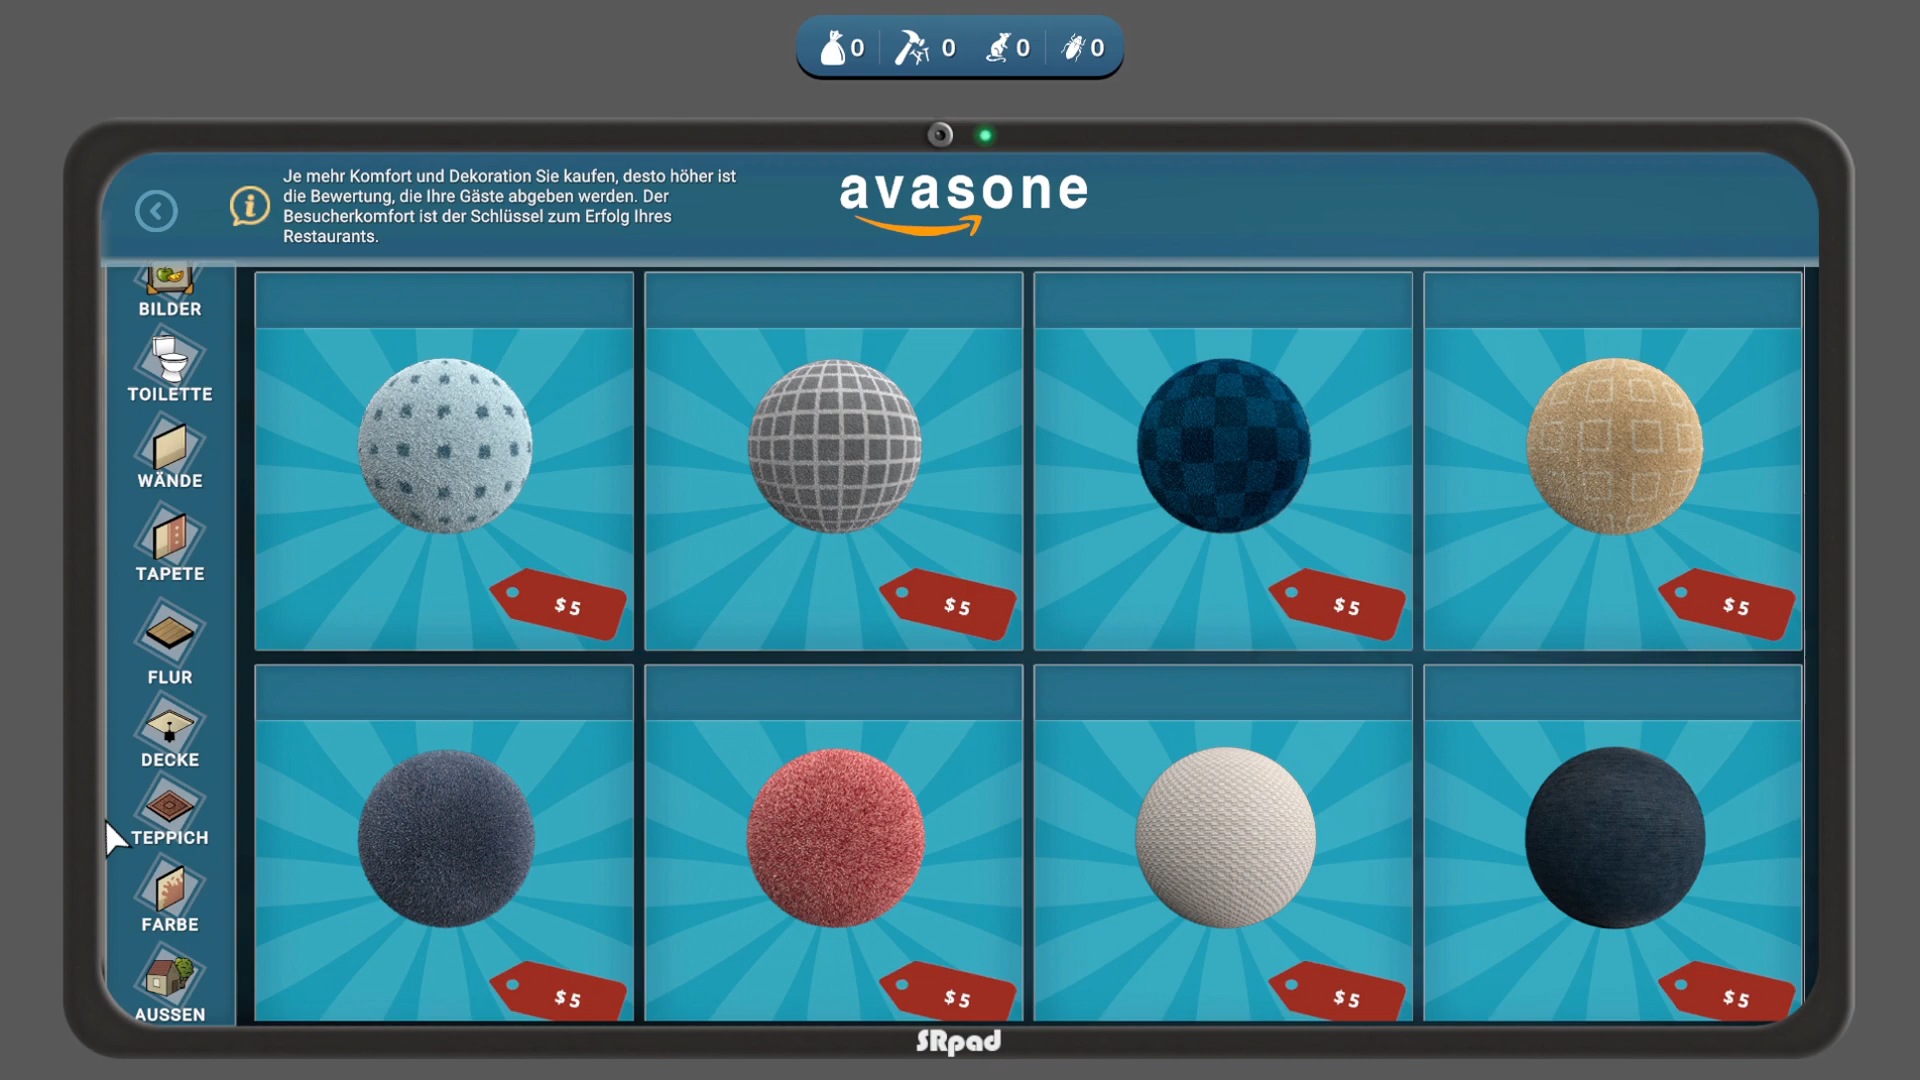 0 0 0 0
Je mehr Komfort und Dekoration Sie kaufen, desto höher ist
die Bewertung, die Ihre Gäste abgeben werden. Der
Besucherkomfort ist der Schlüssel zum Erfolg Ihres
Restaurants.
avasone
BILDER
TOILETTE
WÄNDE
TAPETE
FLUR
DECKE
TEPPICH
FARBE
AUSSEN
$ 5 $ 5 $ 5 $ 5
$ 5 $ 5 $ 5 $ 5
SRpad